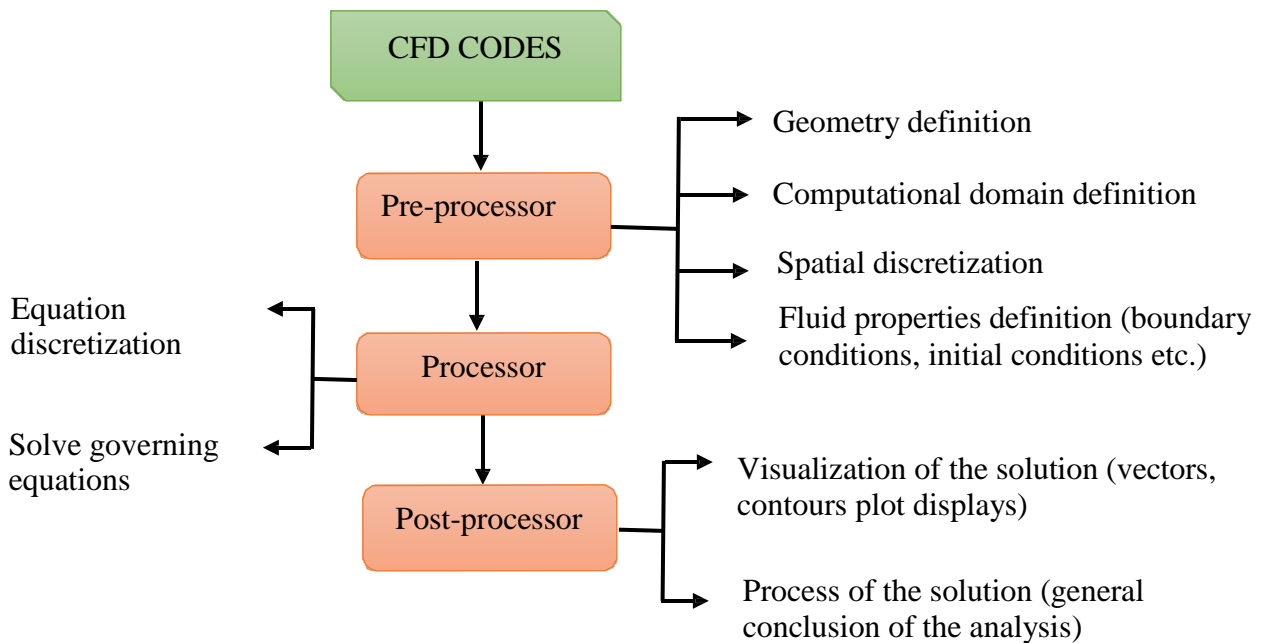 CFD CODES
Pre-processor
Geometry definition
Computational domain definition
Spatial discretization
Fluid properties definition (boundary
conditions, initial conditions etc.)
Processor
Equation
discretization
Solve governing
equations
Post-processor
Visualization of the solution (vectors,
contours plot displays)
Process of the solution (general
conclusion of the analysis)